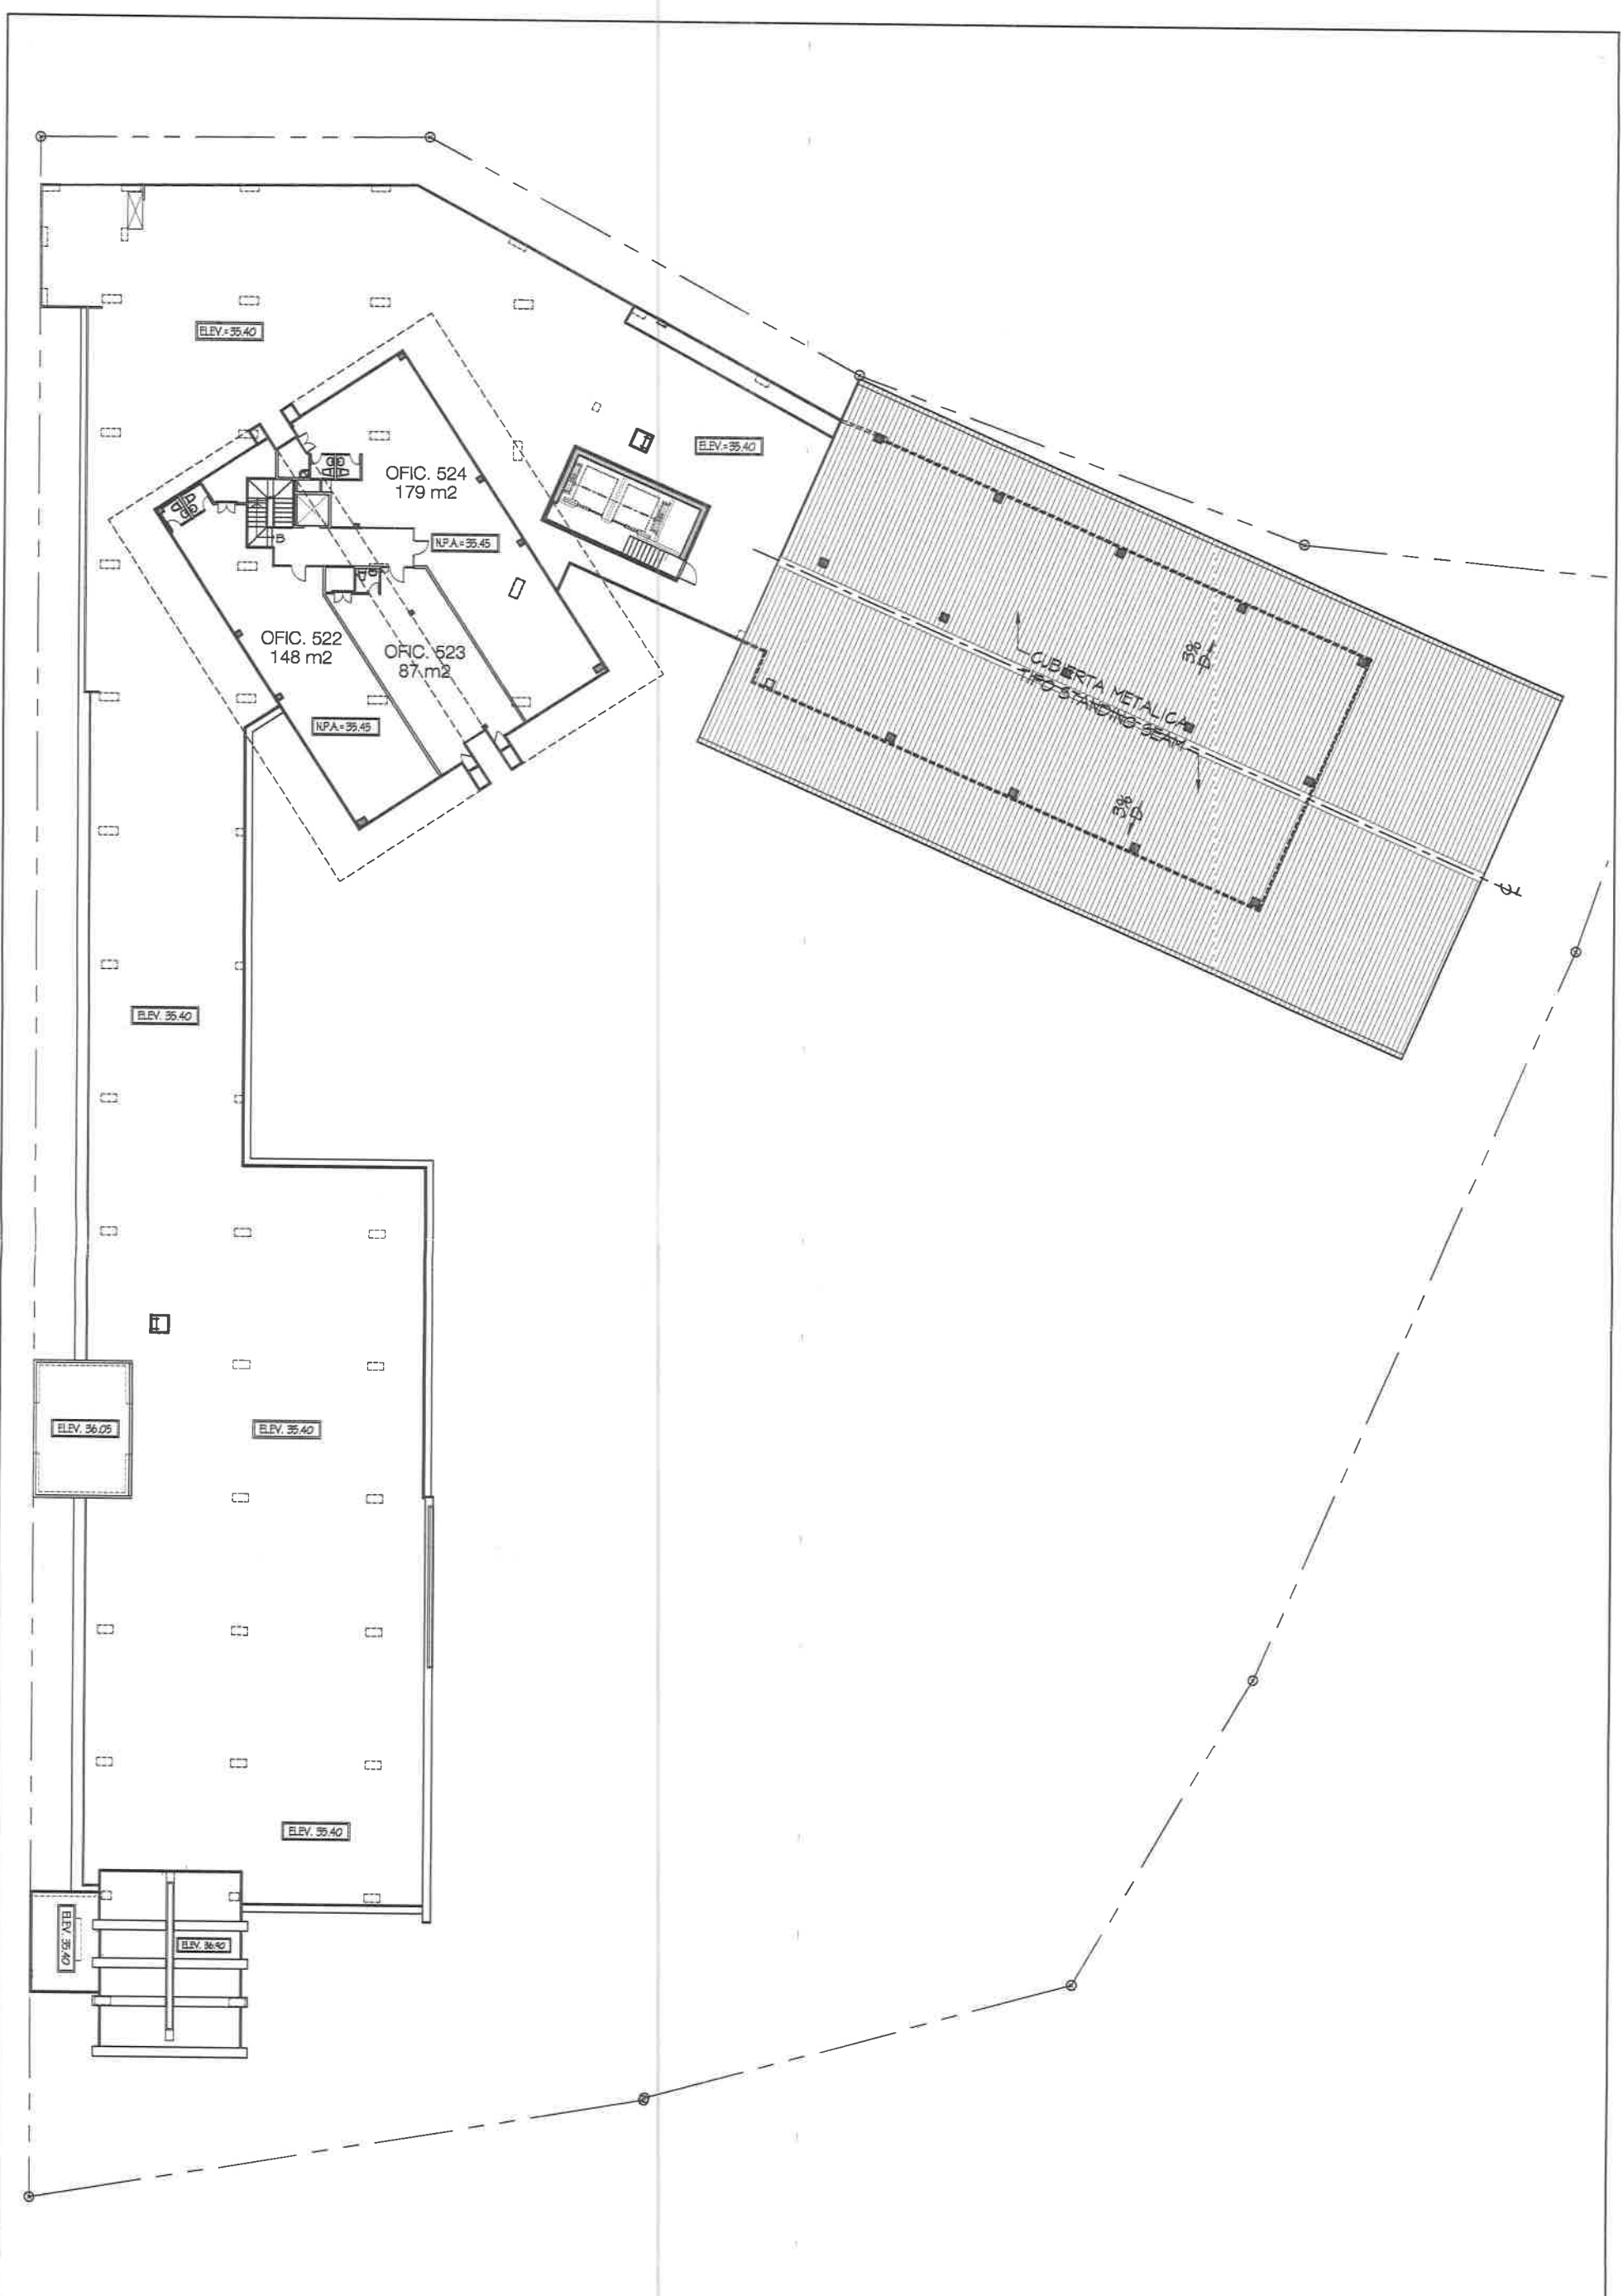 ELEV.=35.40
ELEV.=35.40
OFIC. 524
179 m2
N.P.A.=35.45
B
OFIC. 522
148 m2
OFIC. 523
87 m2
N.P.A.=35.45
CUBIERTA METALICA
TIPO STANDING SEAM
3%
D
3%
D
ELEV. 35.40
ELEV. 36.05
ELEV. 35.40
ELEV. 35.40
ELEV. 35.40
ELEV. 36.90